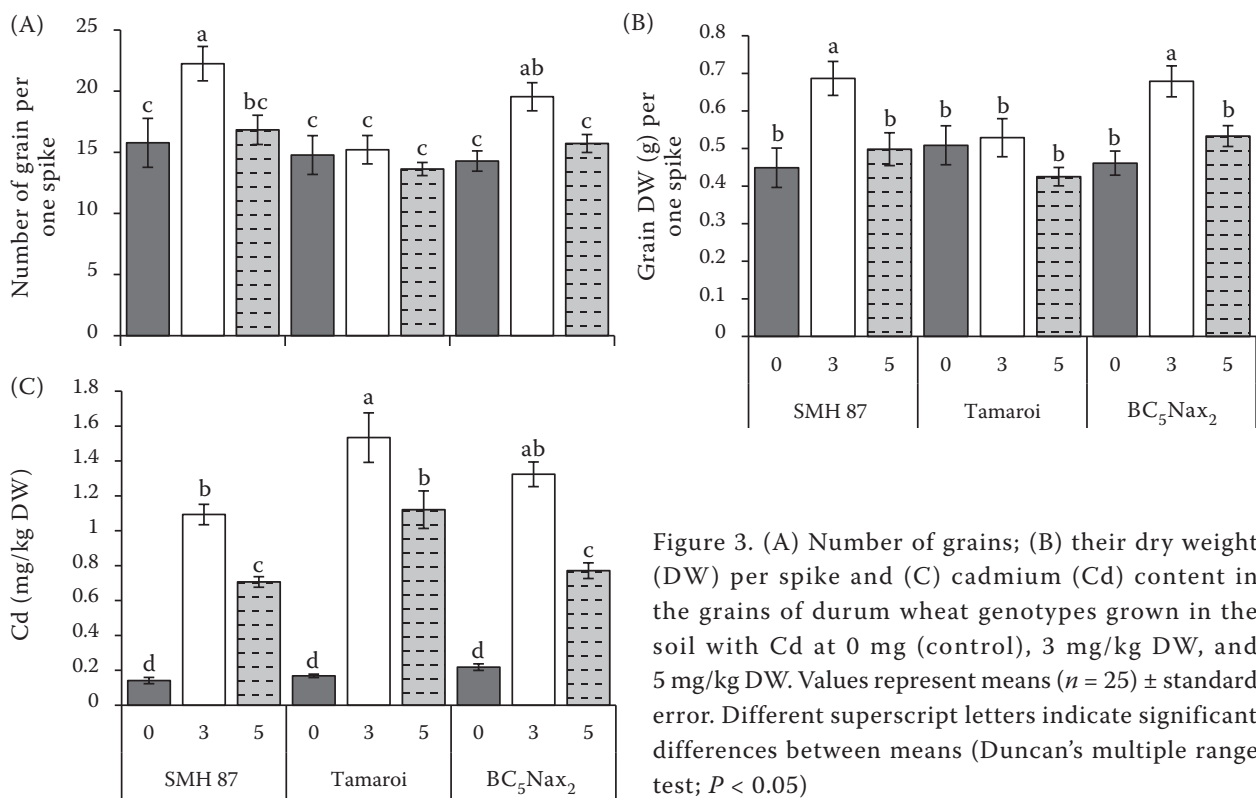 (A)
Number of grain per
one spike
25
20
15
10
5
0
c
a
bc
c
c
c
c
ab
c
(B)
Grain DW (g) per
one spike
0.8
0.7
0.6
0.5
0.4
0.3
0.2
0.1
0
b
a
b
b
b
b
b
a
b
0 3 5 0 3 5 0 3 5
SMH 87 Tamaroi BC₅Nax₂
(C)
Cd (mg/kg DW)
1.8
1.6
1.4
1.2
1
0.8
0.6
0.4
0.2
0
d
b
c
d
a
b
d
ab
c
0 3 5 0 3 5 0 3 5
SMH 87 Tamaroi BC₅Nax₂
Figure 3. (A) Number of grains; (B) their dry weight
(DW) per spike and (C) cadmium (Cd) content in
the grains of durum wheat genotypes grown in the
soil with Cd at 0 mg (control), 3 mg/kg DW, and
5 mg/kg DW. Values represent means (n = 25) ± standard
error. Different superscript letters indicate significant
differences between means (Duncan's multiple range
test; P < 0.05)